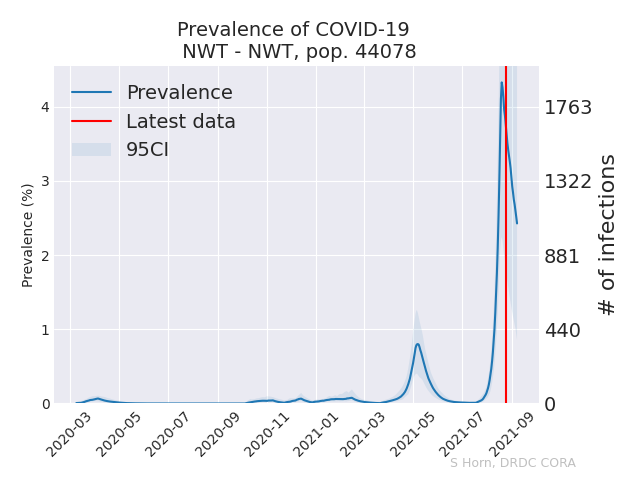 Prevalence of COVID-19
NWT - NWT, pop. 44078
Prevalence
Latest data
95CI
Prevalence (%)
4
3
2
1
0
1763
1322
881
440
0
# of infections
2020-03
2020-05
2020-07
2020-09
2020-11
2021-01
2021-03
2021-05
2021-07
2021-09
S Horn, DRDC CORA